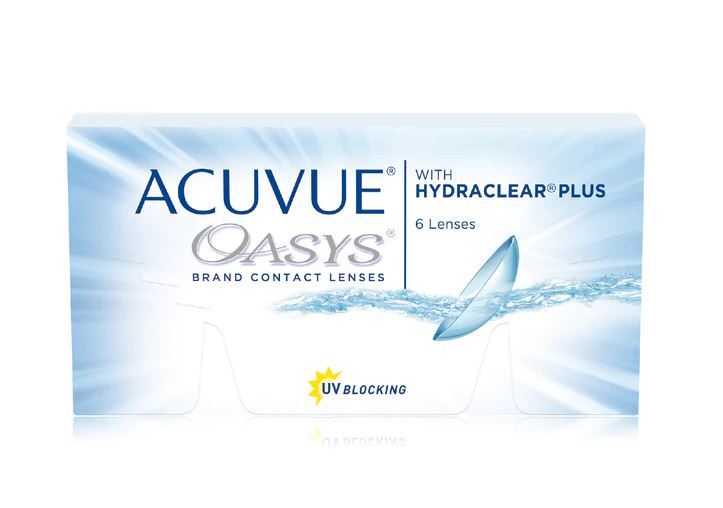 ACUVUE®
OASYS®
BRAND CONTACT LENSES
WITH
HYDRACLEAR® PLUS
6 Lenses
UV BLOCKING